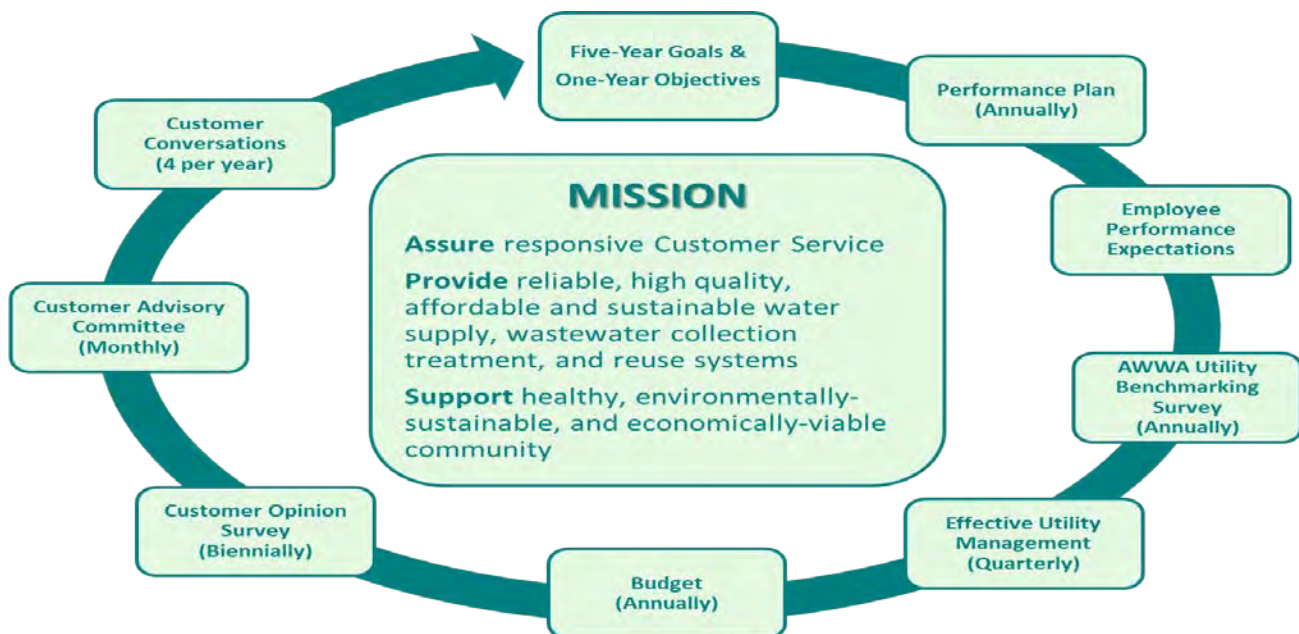 Five-Year Goals &
One-Year Objectives
Performance Plan
(Annually)
Employee
Performance
Expectations
AWWA Utility
Benchmarking
Survey
(Annually)
Effective Utility
Management
(Quarterly)
Budget
(Annually)
Customer Opinion
Survey
(Biennially)
Customer Advisory
Committee
(Monthly)
Customer
Conversations
(4 per year)
MISSION
Assure responsive Customer Service
Provide reliable, high quality,
affordable and sustainable water
supply, wastewater collection
treatment, and reuse systems
Support healthy, environmentally-
sustainable, and economically-viable
community